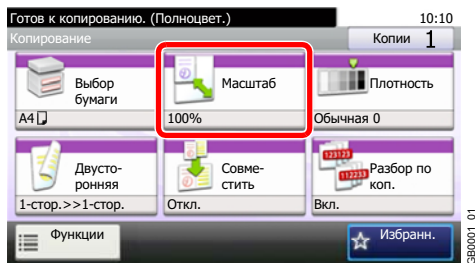 Готов к копированию. (Полноцвет.) 10:10
Копирование Копии 1
Выбор
бумаги
A4
Масштаб
100%
Плотность
Обычная 0
Двусто-
ронняя
1-стор.>>1-стор.
Совме-
стить
Откл.
123123
112233
Разбор по
коп.
Вкл.
Функции
Избранн.
GB0001_01